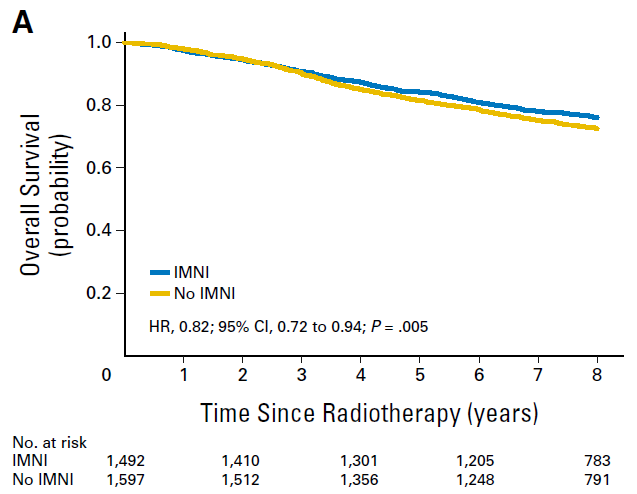 A
1.0
0.8
0.6
0.4
0.2
Overall Survival
(probability)
IMNI
No IMNI
HR, 0.82; 95% CI, 0.72 to 0.94; P = .005
0 1 2 3 4 5 6 7 8
Time Since Radiotherapy (years)
No. at risk
IMNI 1,492 1,410 1,301 1,205 783
No IMNI 1,597 1,512 1,356 1,248 791